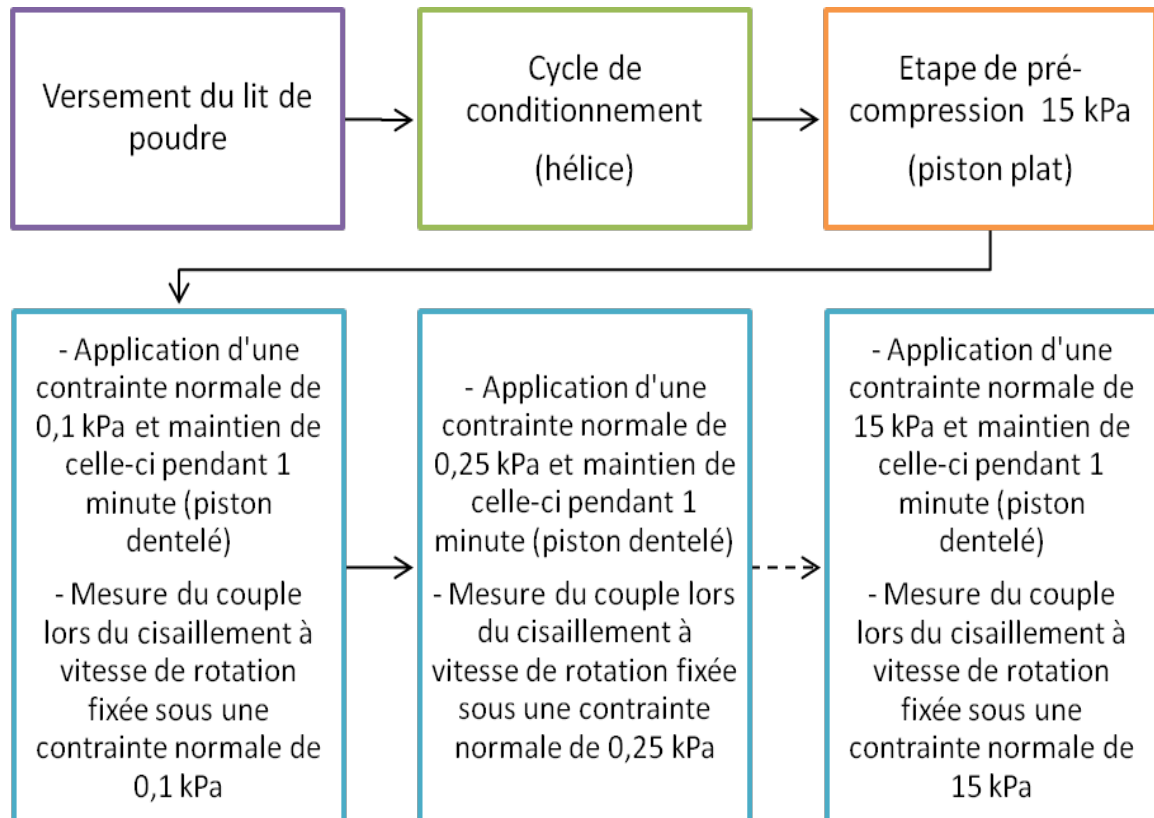 Versement du lit de
poudre
Cycle de
conditionnement
(hélice)
Etape de pré-
compression 15 kPa
(piston plat)
- Application d'une
contrainte normale de
0,1 kPa et maintien de
celle-ci pendant 1
minute (piston
dentelé)
- Mesure du couple
lors du cisaillement à
vitesse de rotation
fixée sous une
contrainte normale de
0,1 kPa
- Application d'une
contrainte normale de
0,25 kPa et maintien de
celle-ci pendant 1
minute (piston dentelé)
- Mesure du couple lors
du cisaillement à
vitesse de rotation fixée
sous une contrainte
normale de 0,25 kPa
- Application d'une
contrainte normale de
15 kPa et maintien de
celle-ci pendant 1
minute (piston
dentelé)
- Mesure du couple
lors du cisaillement à
vitesse de rotation
fixée sous une
contrainte normale de
15 kPa